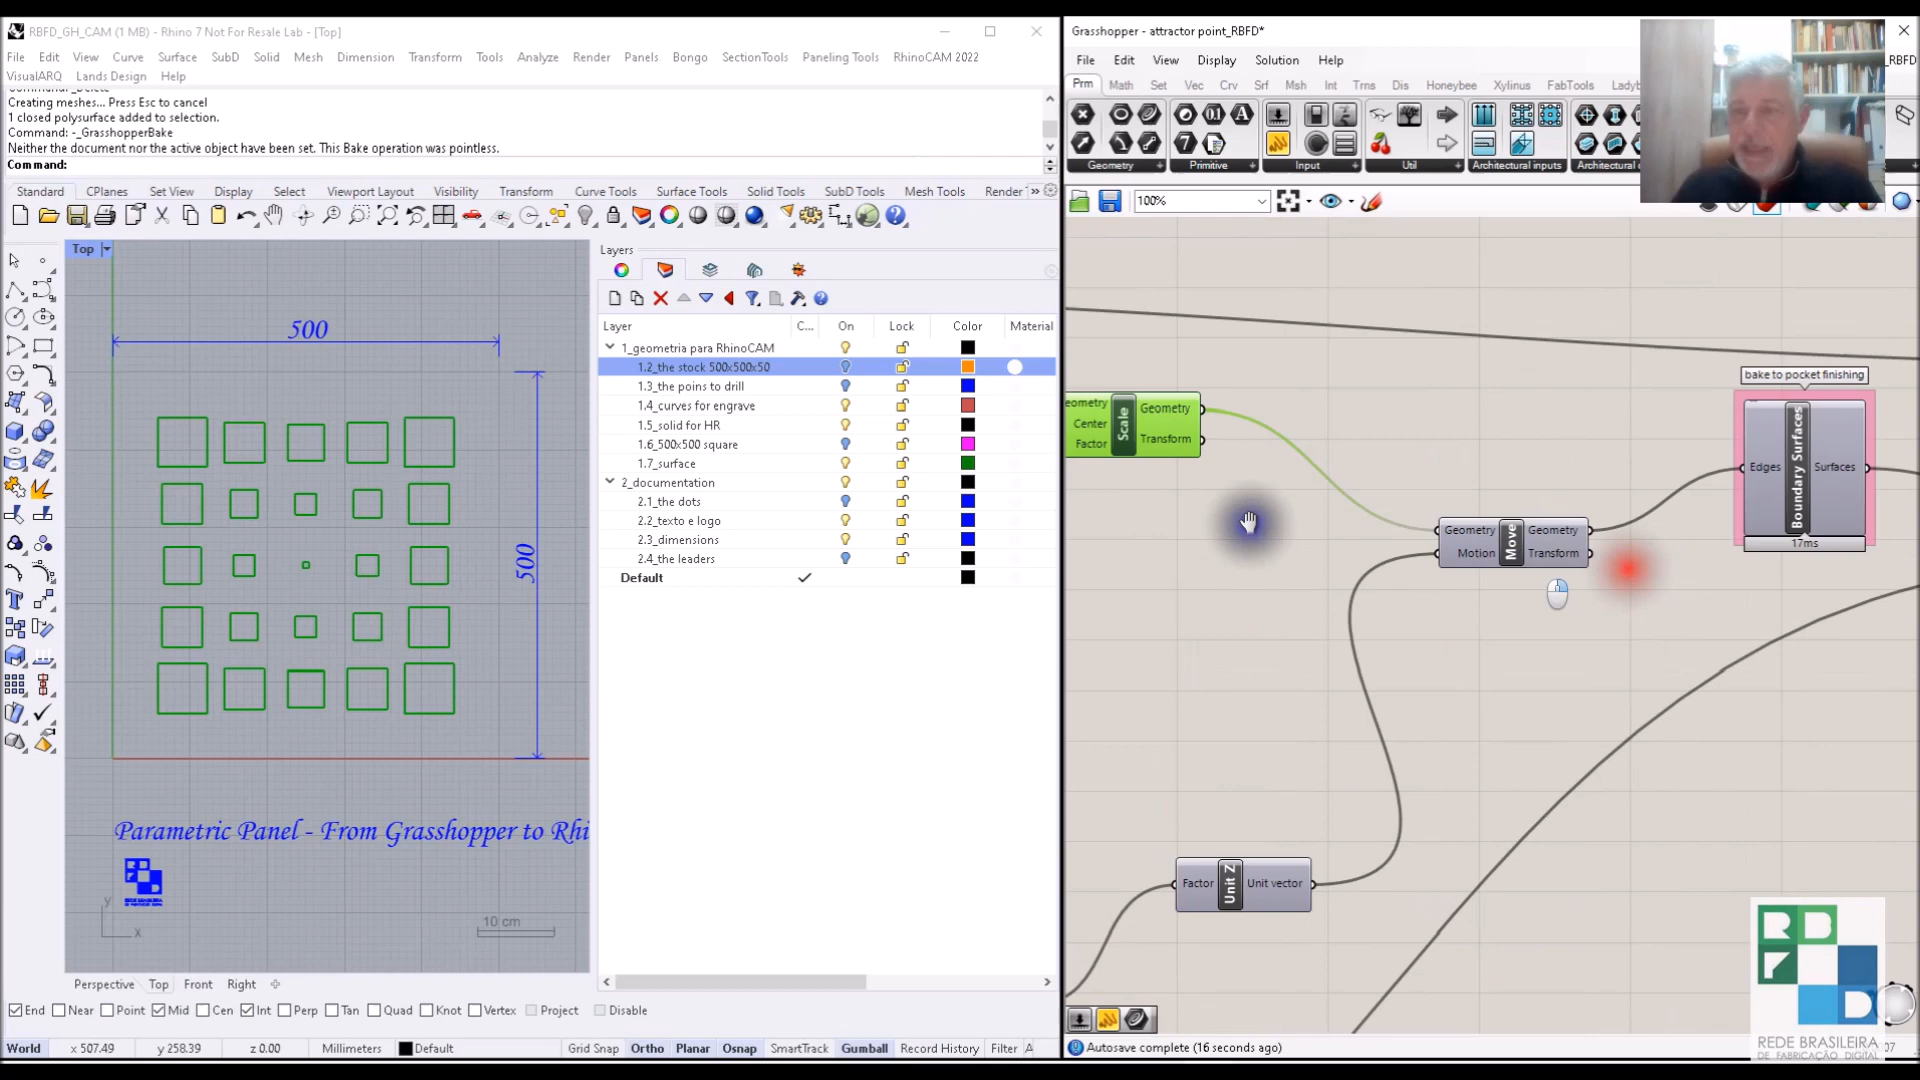 RBFD_GH_CAM (1 MB) - Rhino 7 Not For Resale Lab - [Top]
File Edit View Curve Surface SubD Solid Mesh Dimension Transform Tools Analyze Render Panels Bongo SectionTools Paneling Tools RhinoCAM 2022
VisualARQ Lands Design Help
Creating meshes... Press Esc to cancel
1 closed polysurface added to selection.
Command: -_GrasshopperBake
Neither the document nor the active object have been set. This Bake operation was pointless.
Command:
Standard CPlanes Set View Display Select Viewport Layout Visibility Transform Curve Tools Surface Tools Solid Tools SubD Tools Mesh Tools Render
Top
500
500
Parametric Panel - From Grasshopper to Rhi
y
x
10 cm
Layers
Layer C... On Lock Color Material
1_geometria para RhinoCAM
1.2_the stock 500x500x50
1.3_the poins to drill
1.4_curves for engrave
1.5_solid for HR
1.6_500x500 square
1.7_surface
2_documentation
2.1_the dots
2.2_texto e logo
2.3_dimensions
2.4_the leaders
Default
Perspective Top Front Right
End Near Point Mid Cen Int Perp Tan Quad Knot Vertex Project Disable
World x 507.49 y 258.39 z 0.00 Millimeters Default Grid Snap Ortho Planar Osnap SmartTrack Gumball Record History Filter
Grasshopper - attractor point_RBFD*
File Edit View Display Solution Help
_RBFD
Prm Math Set Vec Crv Srf Msh Int Trns Dis Honeybee Xylinus FabTools Ladyb
Geometry Primitive Input Util Architectural inputs
100%
eometry
Center
Factor
Scale
Geometry
Transform
Geometry
Motion
Move
Geometry
Transform
bake to pocket finishing
Edges
Boundary Surfaces
Surfaces
17ms
Factor
Unit Z
Unit vector
Autosave complete (16 seconds ago)
RBFD
REDE BRASILEIRA
DE FABRICAÇÃO DIGITAL